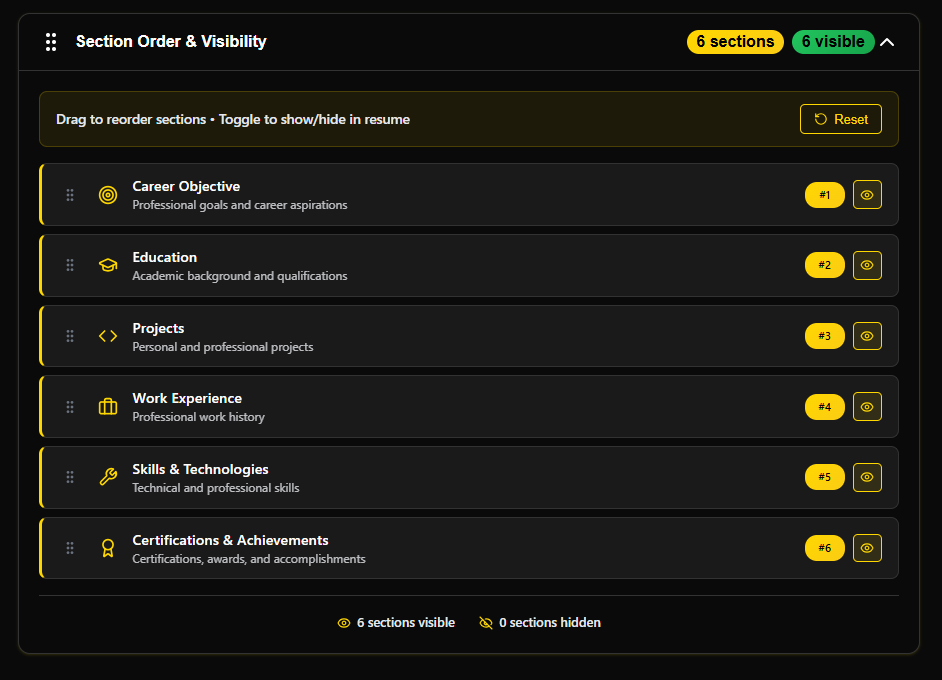 Section Order & Visibility
6 sections
6 visible
Drag to reorder sections • Toggle to show/hide in resume
Reset
Career Objective
Professional goals and career aspirations
#1
Education
Academic background and qualifications
#2
Projects
Personal and professional projects
#3
Work Experience
Professional work history
#4
Skills & Technologies
Technical and professional skills
#5
Certifications & Achievements
Certifications, awards, and accomplishments
#6
6 sections visible
0 sections hidden